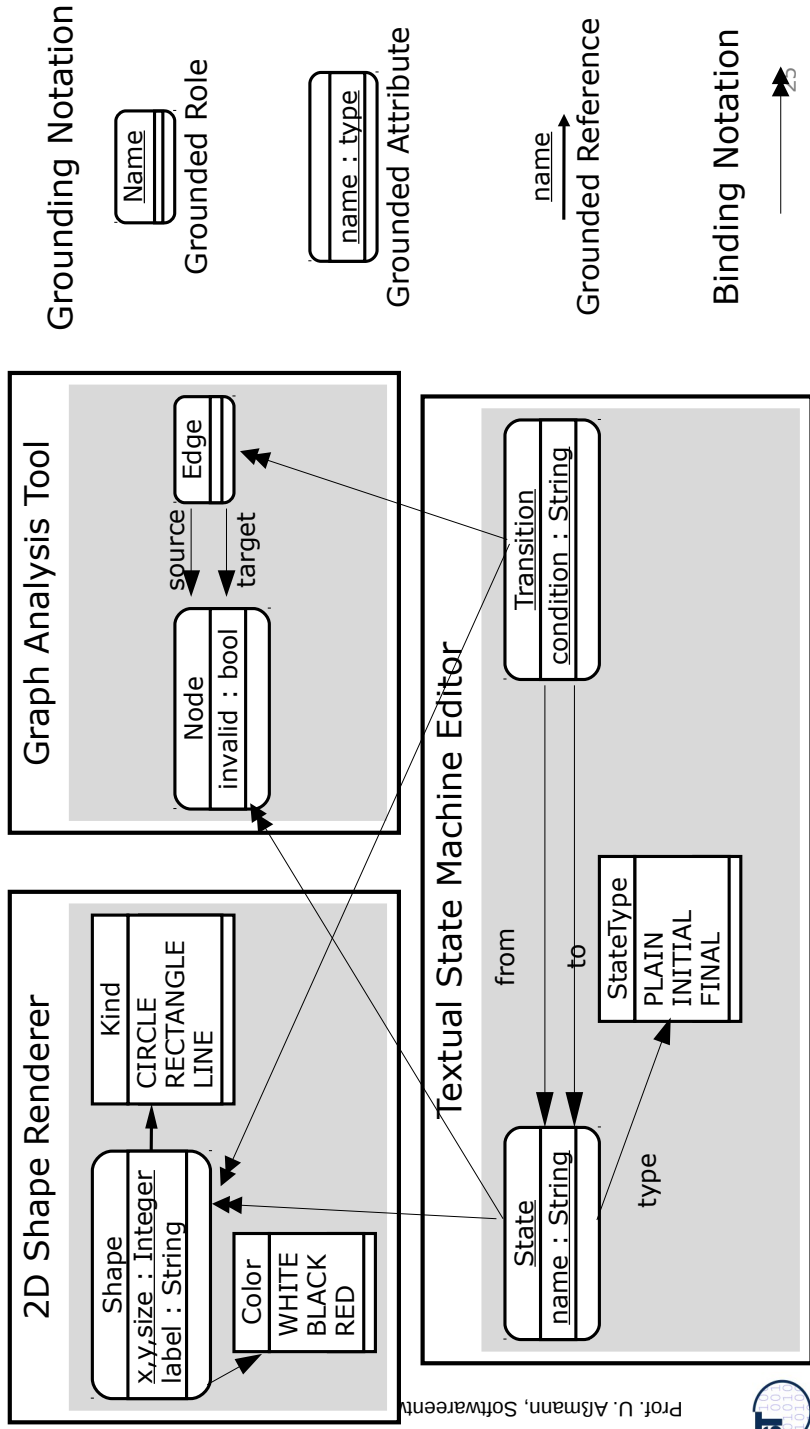 2D Shape Renderer
Shape
x,y,size : Integer
label : String
Kind
CIRCLE
RECTANGLE
LINE
Color
WHITE
BLACK
RED
Graph Analysis Tool
Node
invalid : bool
source
target
Edge
Textual State Machine Editor
State
name : String
from
to
type
StateType
PLAIN
INITIAL
FINAL
Transition
condition : String
Grounding Notation
Name
Grounded Role
name : type
Grounded Attribute
name
Grounded Reference
Binding Notation
25
Prof. U. Aßmann,
ST